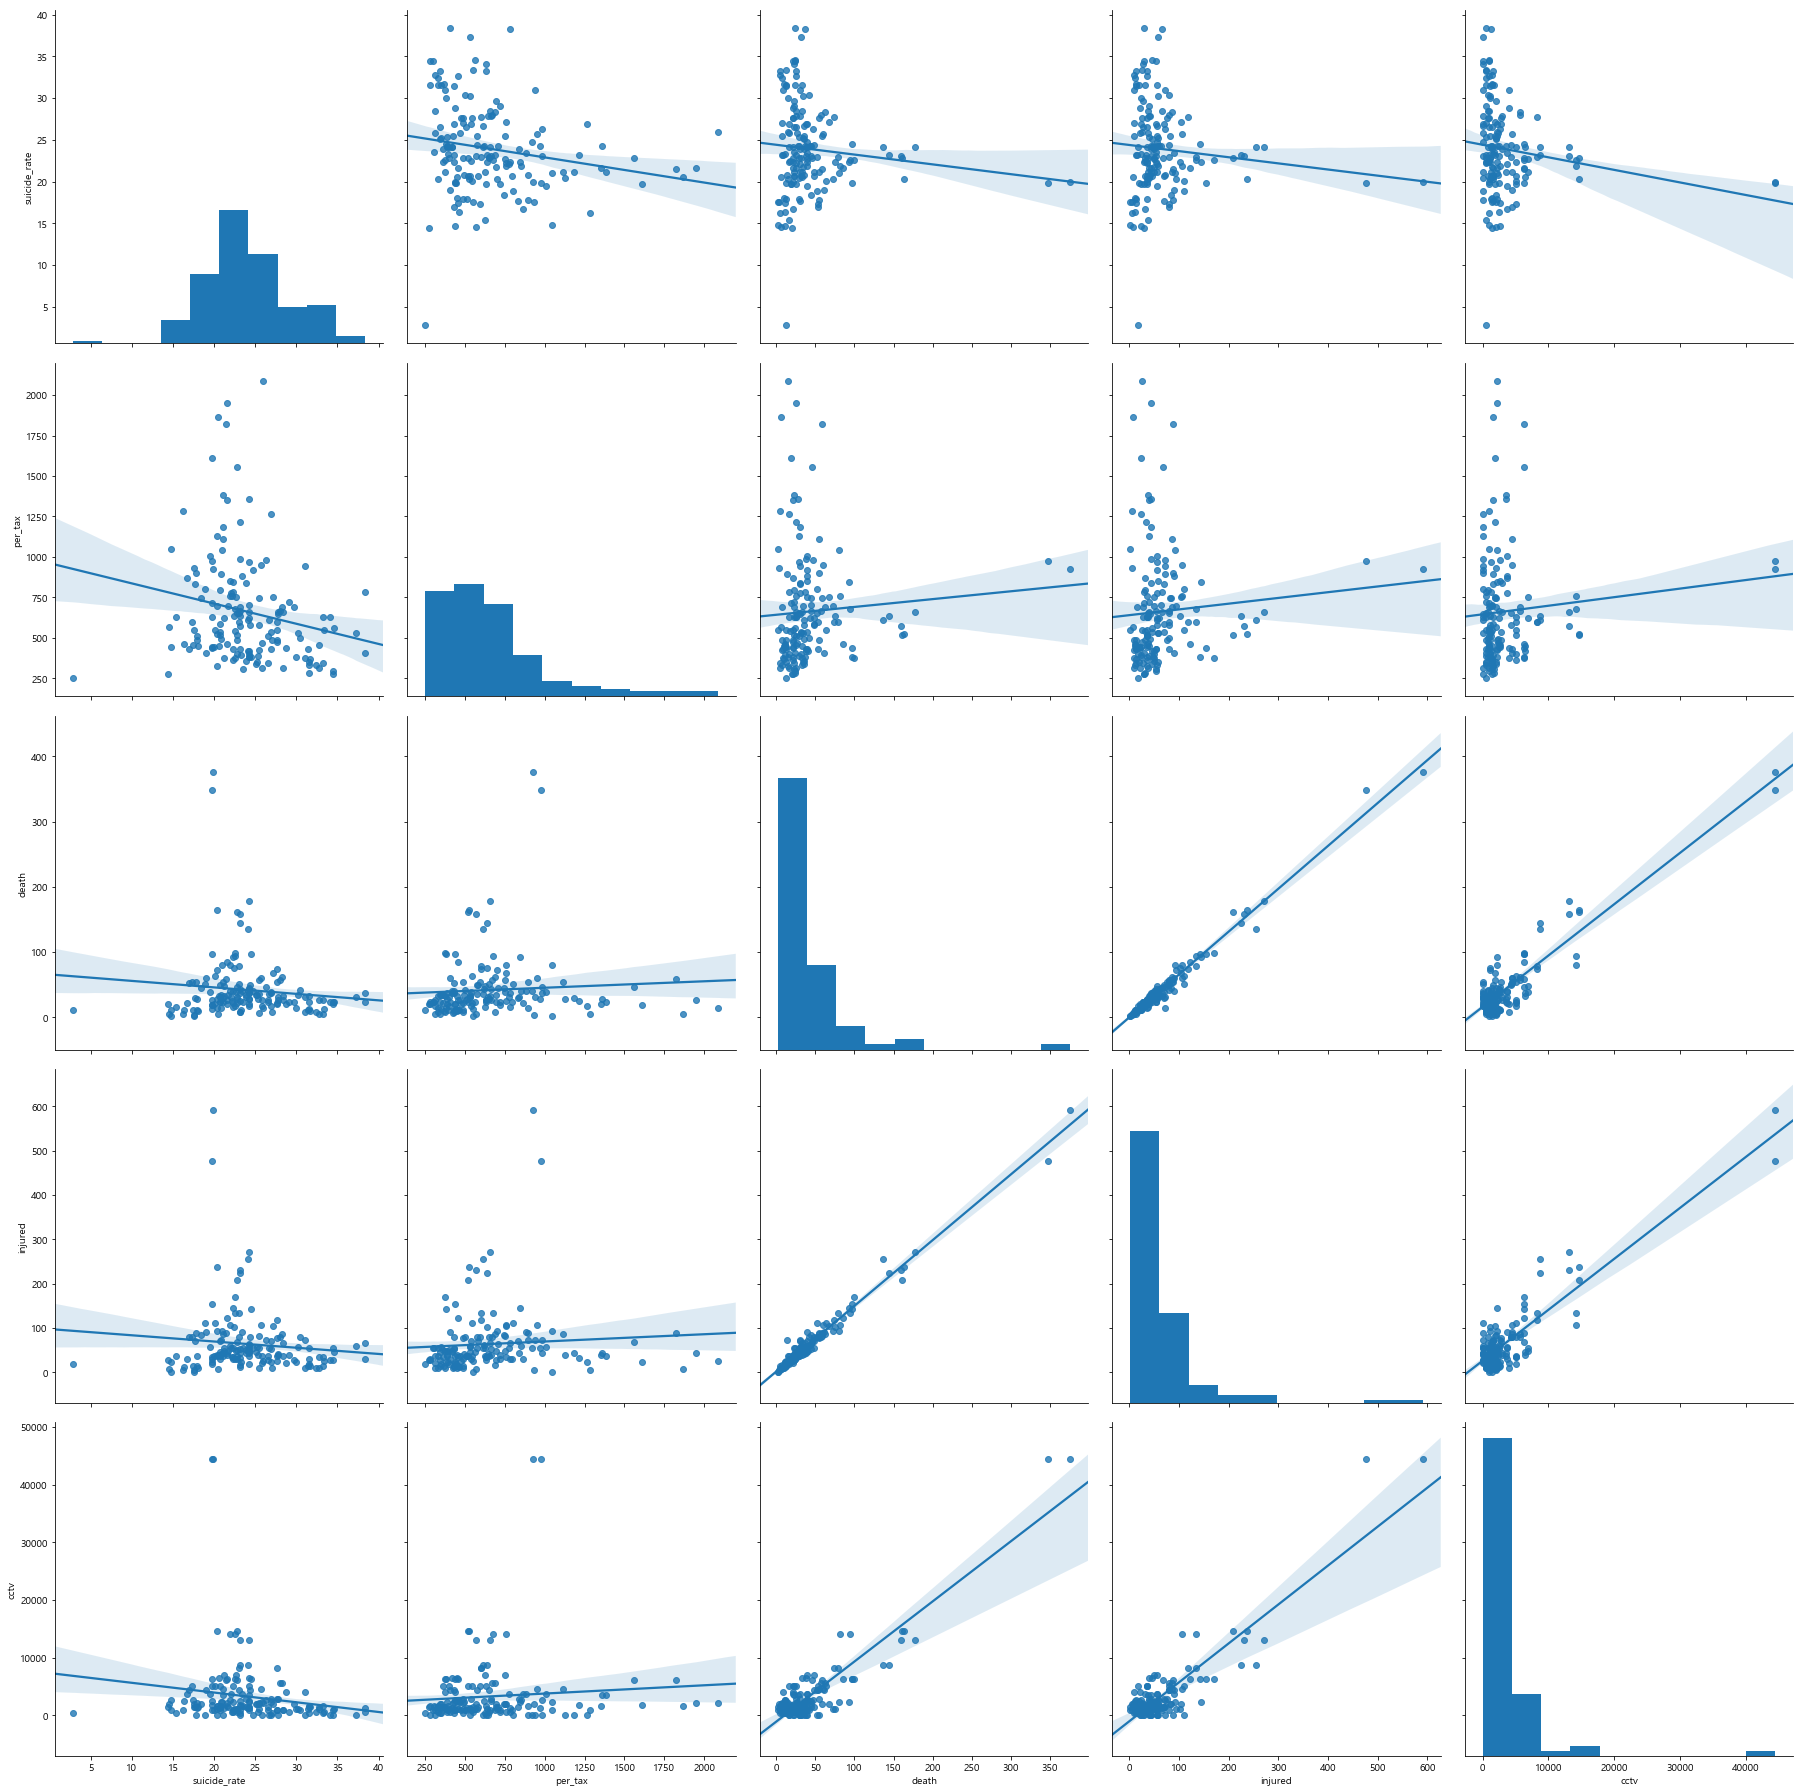 40
35
30
25
20
15
10
5
suicide_rate
2000
1750
1500
1250
1000
750
500
250
per_tax
400
300
200
100
0
death
600
500
400
300
200
100
0
injured
50000
40000
30000
20000
10000
0
cctv
5 10 15 20 25 30 35 40
suicide_rate
250 500 750 1000 1250 1500 1750 2000
per_tax
0 50 100 150 200 250 300 350
death
0 100 200 300 400 500 600
injured
0 10000 20000 30000 40000
cctv